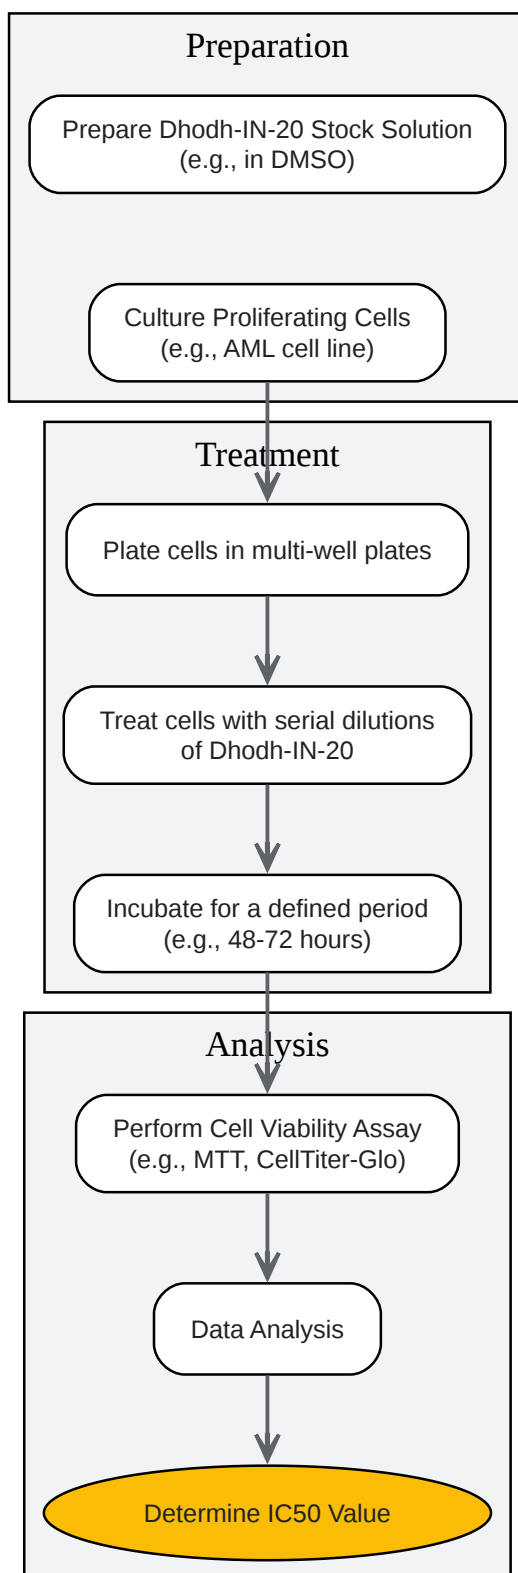 Preparation
Prepare Dhodh-IN-20 Stock Solution
(e.g., in DMSO)
Culture Proliferating Cells
(e.g., AML cell line)
Treatment
Plate cells in multi-well plates
Treat cells with serial dilutions
of Dhodh-IN-20
Incubate for a defined period
(e.g., 48-72 hours)
Analysis
Perform Cell Viability Assay
(e.g., MTT, CellTiter-Glo)
Data Analysis
Determine IC50 Value